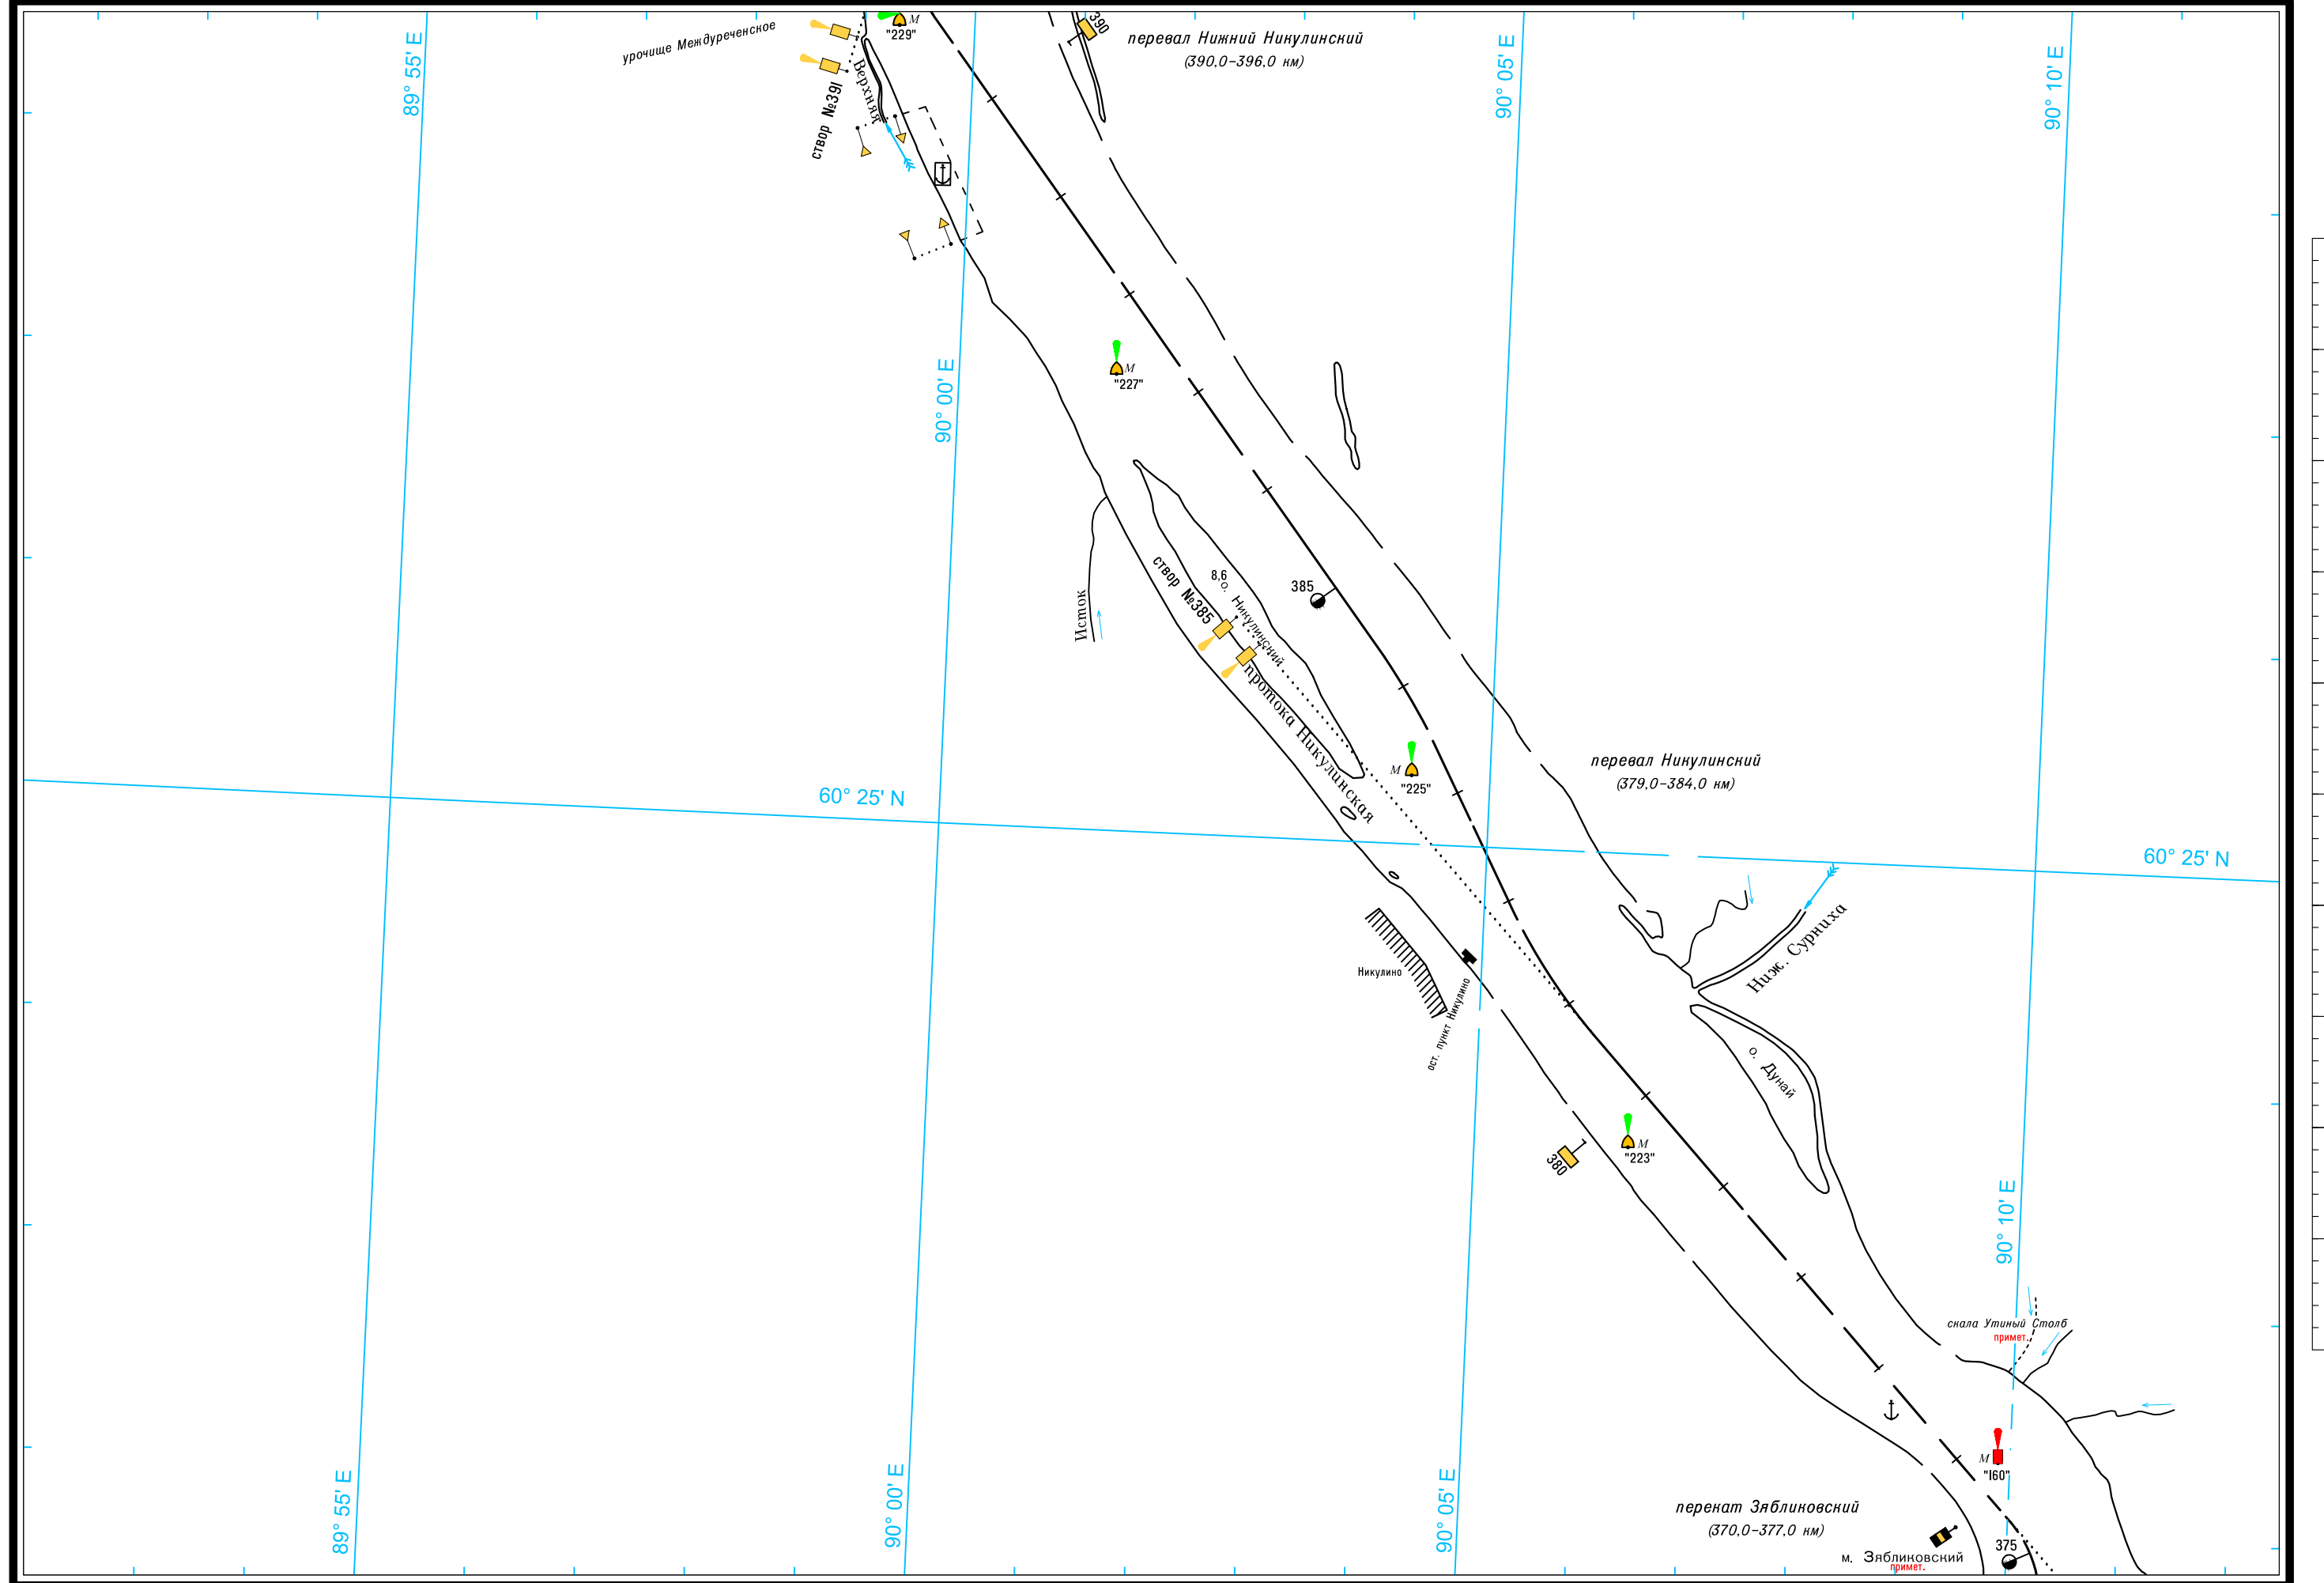 урочище Междуреченское
М
"229"
390
перевал Нижний Никулинский
(390,0-396,0 км)
89° 55' E
90° 05' E
90° 10' E
Верхняя
створ №391
90° 00' E
М
"227"
створ №385
8,6
о. Никулинский
385
Исток
протока Никулинская
М
"225"
перевал Никулинский
(379,0-384,0 км)
60° 25' N
60° 25' N
Ниж. Сурниха
Никулино
ост. пункт Никулино
о. Дунай
М
"223"
380
90° 10' E
скала Утиный Столб
примет.
М
"160"
89° 55' E
90° 00' E
90° 05' E
перекат Зябликовский
(370,0-377,0 км)
375
м. Зябликовский
примет.